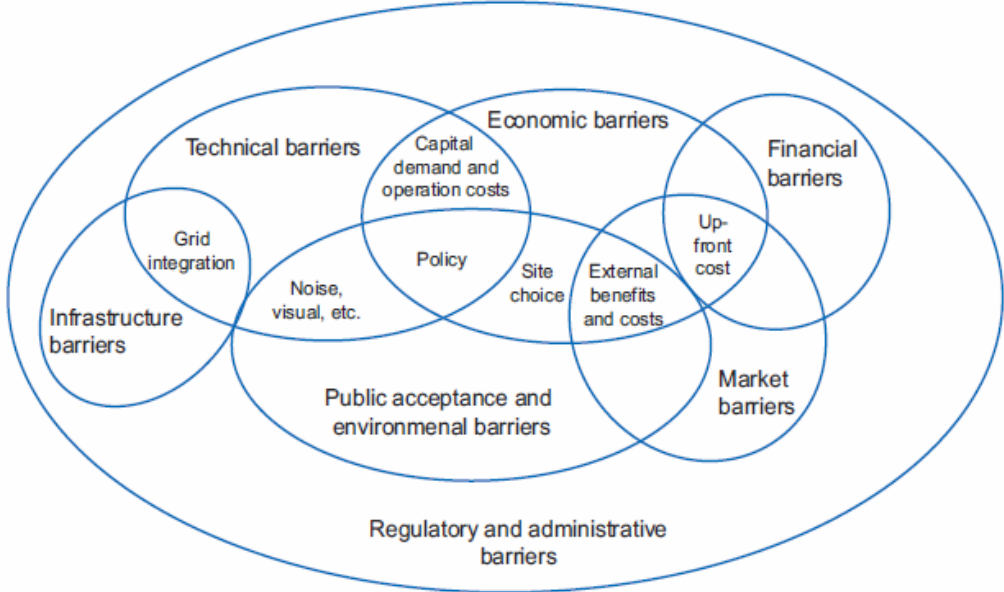 Technical barriers
Capital
demand and
operation costs
Economic barriers
Financial
barriers
Grid
integration
Noise,
visual, etc.
Policy
Site
choice
External
benefits
and costs
Up-
front
cost
Infrastructure
barriers
Public acceptance and
environmenal barriers
Market
barriers
Regulatory and administrative
barriers